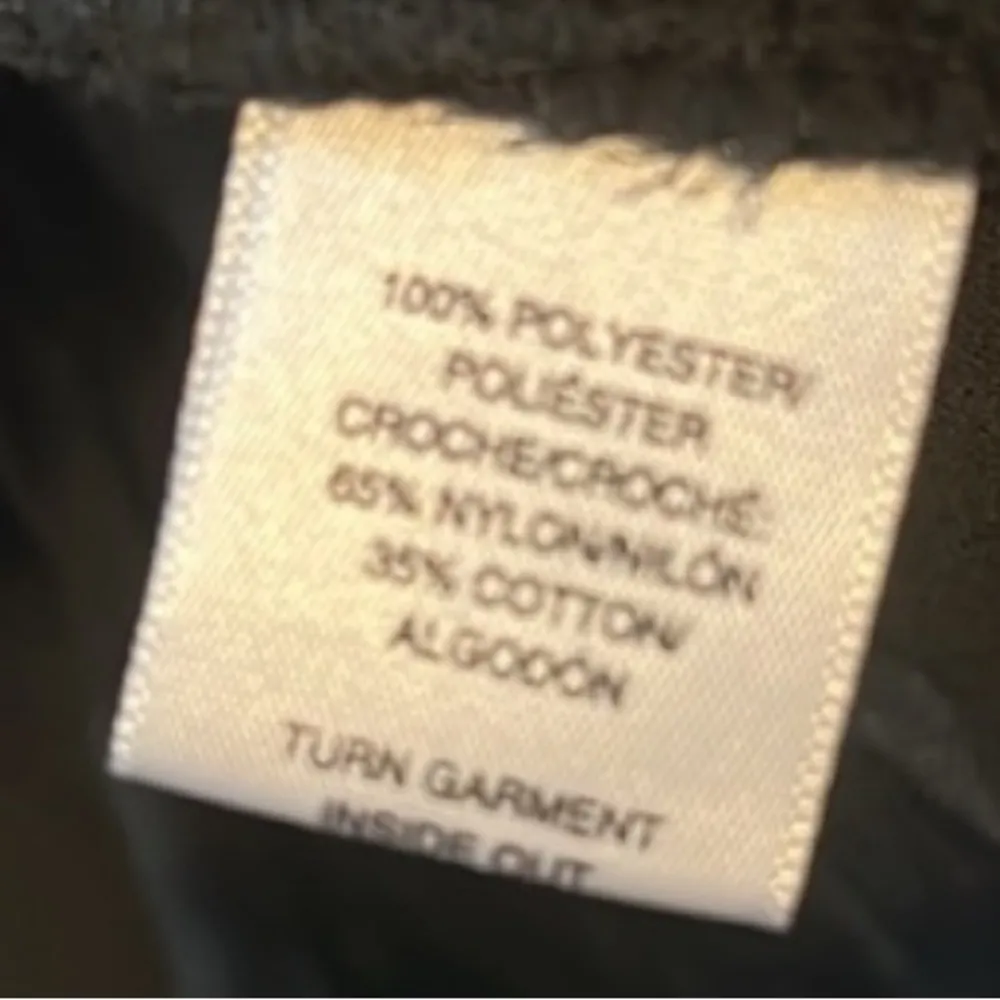 100% POLYESTER/
POLIÉSTER
CROCHE/CROCHÉ:
65% NYLON/NILÓN
35% COTTON/
ALGODÓN
TURN GARMENT
INSIDE OUT